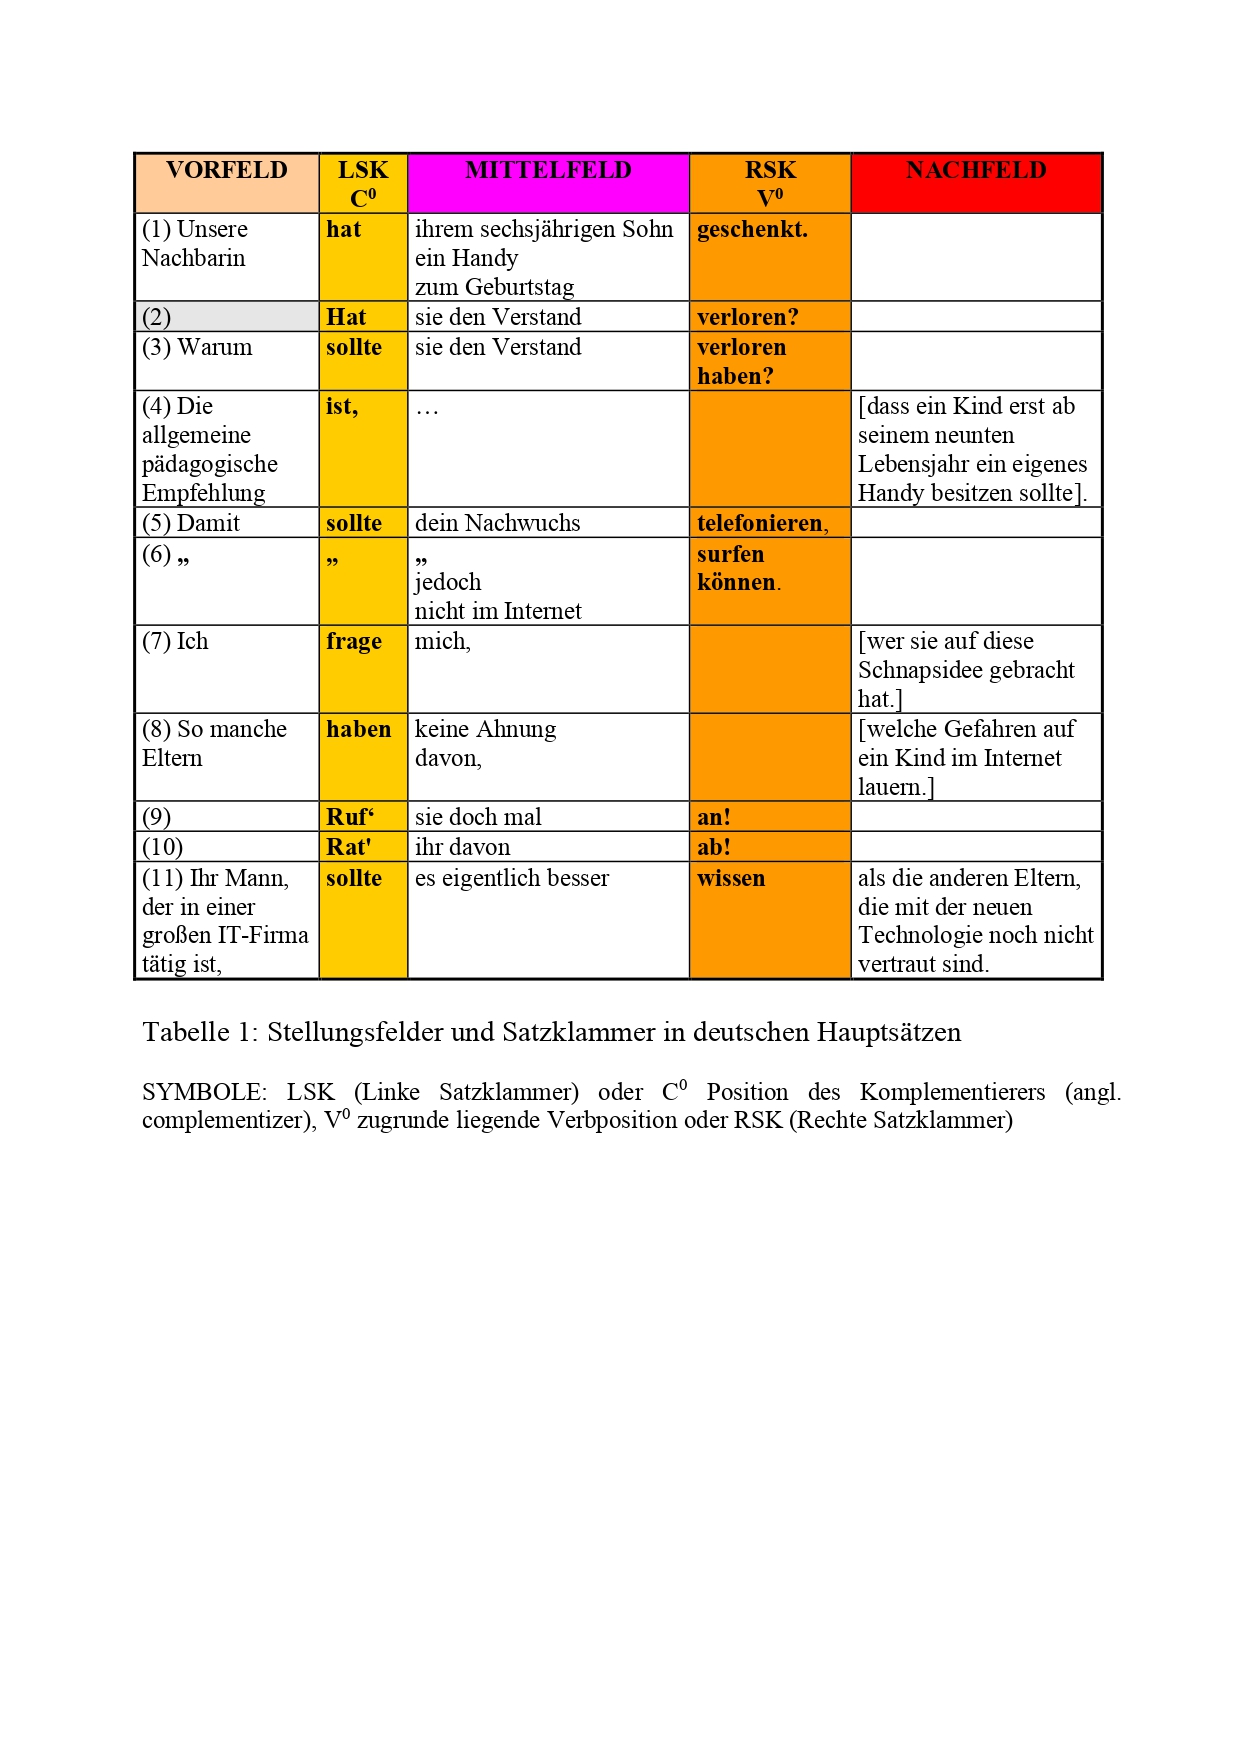 VORFELD LSK MITTELFELD RSK NACHFELD
C⁰ V⁰
(1) Unsere hat ihrem sechsjährigen Sohn geschenkt.
Nachbarin ein Handy
zum Geburtstag
(2) Hat sie den Verstand verloren?
(3) Warum sollte sie den Verstand verloren
haben?
(4) Die ist, … [dass ein Kind erst ab
allgemeine seinem neunten
pädagogische Lebensjahr ein eigenes
Empfehlung Handy besitzen sollte].
(5) Damit sollte dein Nachwuchs telefonieren,
(6) „ „ „ surfen
jedoch können.
nicht im Internet
(7) Ich frage mich, [wer sie auf diese
Schnapsidee gebracht
hat.]
(8) So manche haben keine Ahnung [welche Gefahren auf
Eltern davon, ein Kind im Internet
lauern.]
(9) Ruf‘ sie doch mal an!
(10) Rat' ihr davon ab!
(11) Ihr Mann, sollte es eigentlich besser wissen als die anderen Eltern,
der in einer die mit der neuen
großen IT-Firma Technologie noch nicht
tätig ist, vertraut sind.
Tabelle 1: Stellungsfelder und Satzklammer in deutschen Hauptsätzen
SYMBOLE: LSK (Linke Satzklammer) oder C⁰ Position des Komplementierers (angl.
complementizer), V⁰ zugrunde liegende Verbposition oder RSK (Rechte Satzklammer)